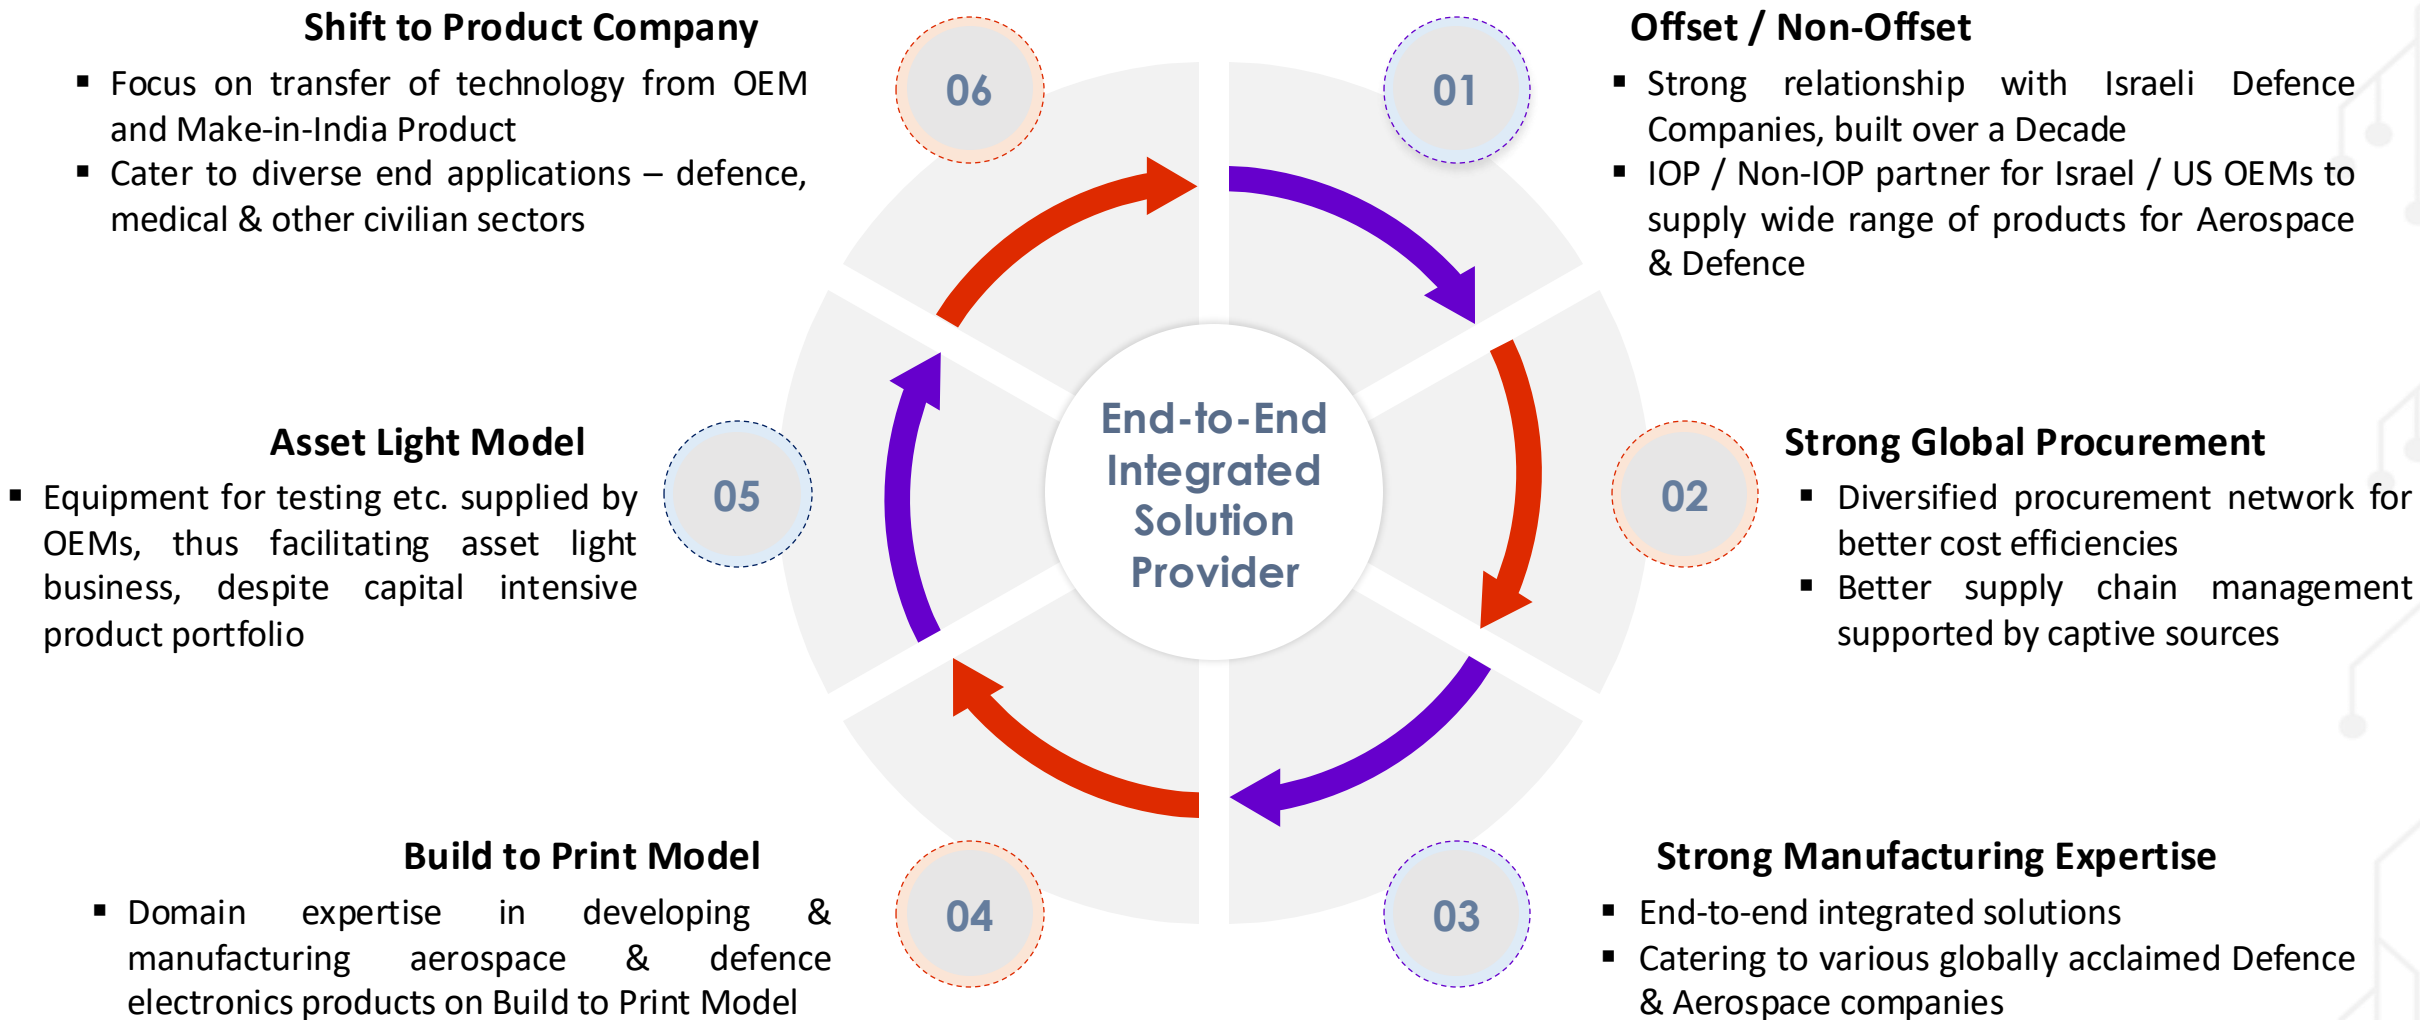 Offset / Non-Offset
▪ Strong relationship with Israeli Defence
Companies, built over a Decade
▪ IOP / Non-IOP partner for Israel / US OEMs to
supply wide range of products for Aerospace
& Defence
01
Strong Global Procurement
▪ Diversified procurement network for
better cost efficiencies
▪ Better supply chain management
supported by captive sources
02
Strong Manufacturing Expertise
▪ End-to-end integrated solutions
▪ Catering to various globally acclaimed Defence
& Aerospace companies
03
Build to Print Model
▪ Domain expertise in developing &
manufacturing aerospace & defence
electronics products on Build to Print Model
04
Asset Light Model
▪ Equipment for testing etc. supplied by
OEMs, thus facilitating asset light
business, despite capital intensive
product portfolio
05
Shift to Product Company
▪ Focus on transfer of technology from OEM
and Make-in-India Product
▪ Cater to diverse end applications – defence,
medical & other civilian sectors
06
End-to-End
Integrated
Solution
Provider